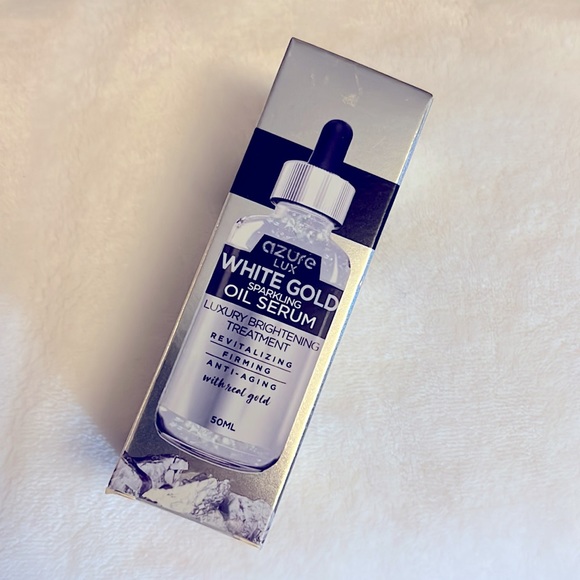 azure
LUX
WHITE GOLD
SPARKLING
OIL SERUM
LUXURY BRIGHTENING
TREATMENT
REVITALIZING
FIRMING
ANTI-AGING
with real gold
50ML